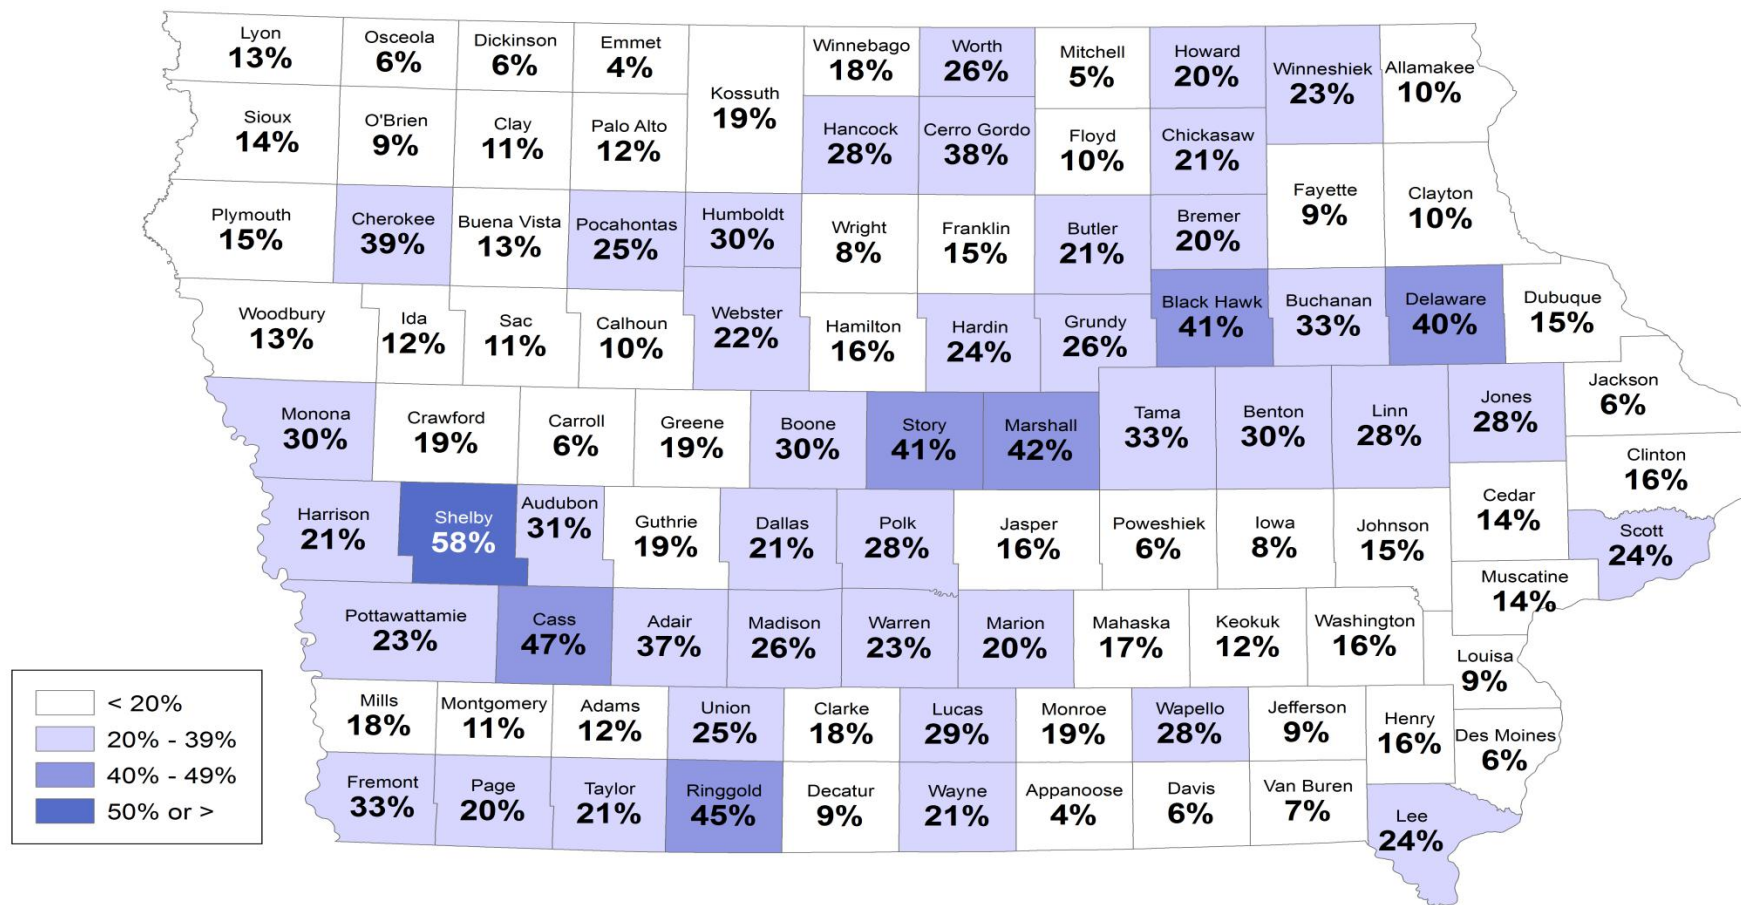 Lyon
13%
Osceola
6%
Dickinson
6%
Emmet
4%
Kossuth
19%
Winnebago
18%
Worth
26%
Mitchell
5%
Howard
20%
Winneshiek
23%
Allamakee
10%
Sioux
14%
O'Brien
9%
Clay
11%
Palo Alto
12%
Hancock
28%
Cerro Gordo
38%
Floyd
10%
Chickasaw
21%
Plymouth
15%
Cherokee
39%
Buena Vista
13%
Pocahontas
25%
Humboldt
30%
Wright
8%
Franklin
15%
Butler
21%
Bremer
20%
Fayette
9%
Clayton
10%
Woodbury
13%
Ida
12%
Sac
11%
Calhoun
10%
Webster
22%
Hamilton
16%
Hardin
24%
Grundy
26%
Black Hawk
41%
Buchanan
33%
Delaware
40%
Dubuque
15%
Monona
30%
Crawford
19%
Carroll
6%
Greene
19%
Boone
30%
Story
41%
Marshall
42%
Tama
33%
Benton
30%
Linn
28%
Jones
28%
Jackson
6%
Clinton
16%
Harrison
21%
Shelby
58%
Audubon
31%
Guthrie
19%
Dallas
21%
Polk
28%
Jasper
16%
Poweshiek
6%
Iowa
8%
Johnson
15%
Cedar
14%
Scott
24%
Muscatine
14%
Pottawattamie
23%
Cass
47%
Adair
37%
Madison
26%
Warren
23%
Marion
20%
Mahaska
17%
Keokuk
12%
Washington
16%
Louisa
9%
Mills
18%
Montgomery
11%
Adams
12%
Union
25%
Clarke
18%
Lucas
29%
Monroe
19%
Wapello
28%
Jefferson
9%
Henry
16%
Des Moines
6%
Fremont
33%
Page
20%
Taylor
21%
Ringgold
45%
Decatur
9%
Wayne
21%
Appanoose
4%
Davis
6%
Van Buren
7%
Lee
24%
< 20%
20% - 39%
40% - 49%
50% or >